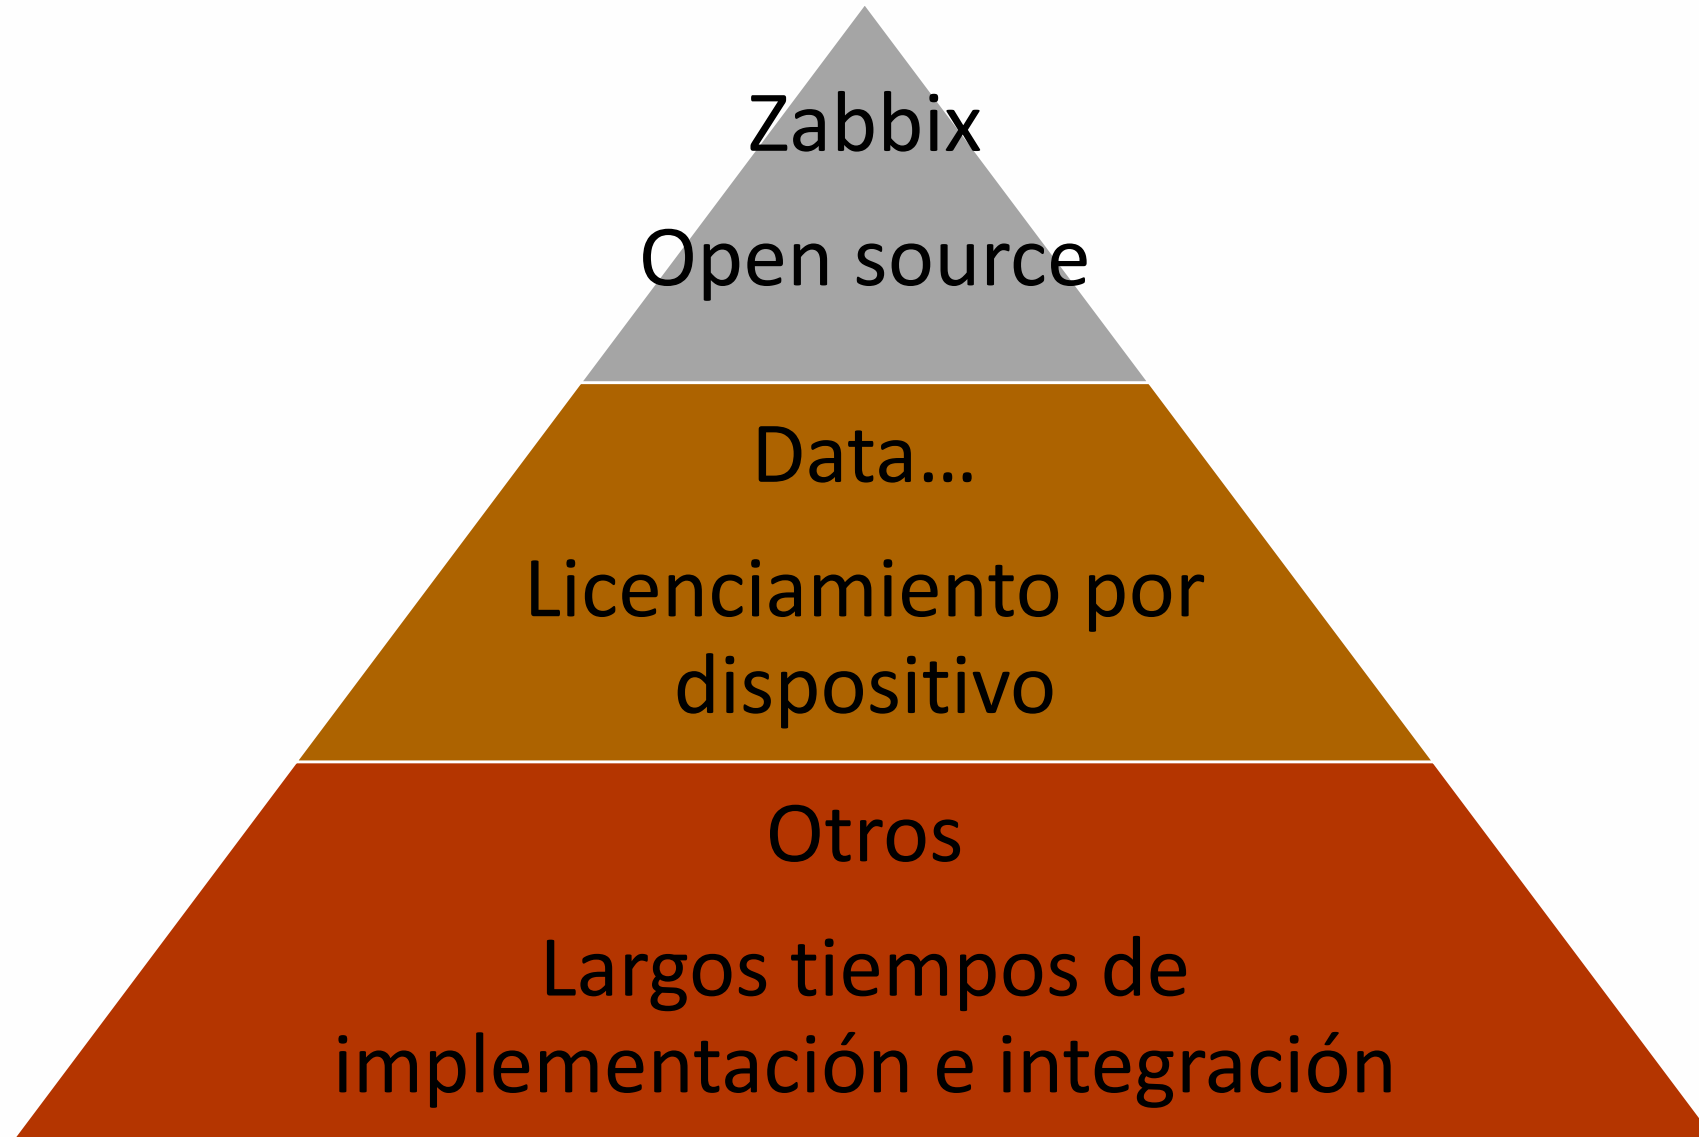 Zabbix
Open source
Data...
Licenciamiento por
dispositivo
Otros
Largos tiempos de
implementación e integración